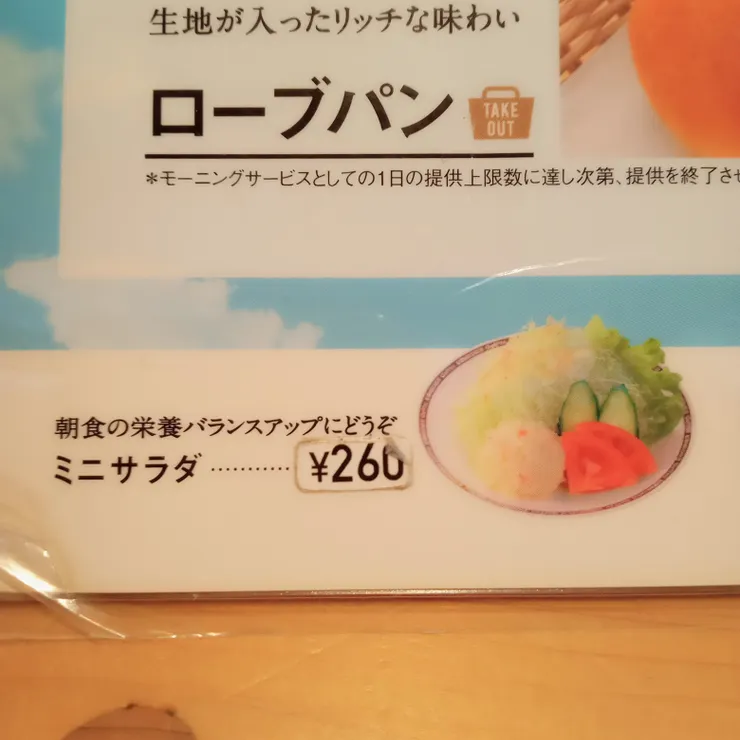 生地が入ったリッチな味わい
ローブパン
TAKE
OUT
*モーニングサービスとしての1日の提供上限数に達し次第、提供を終了させ
朝食の栄養バランスアップにどうぞ
ミニサラダ ………… ¥260